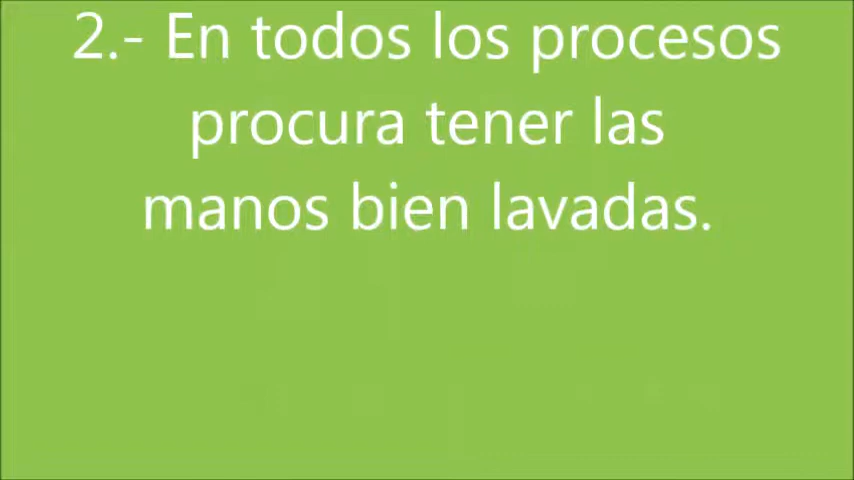 2.- En todos los procesos
procura tener las
manos bien lavadas.